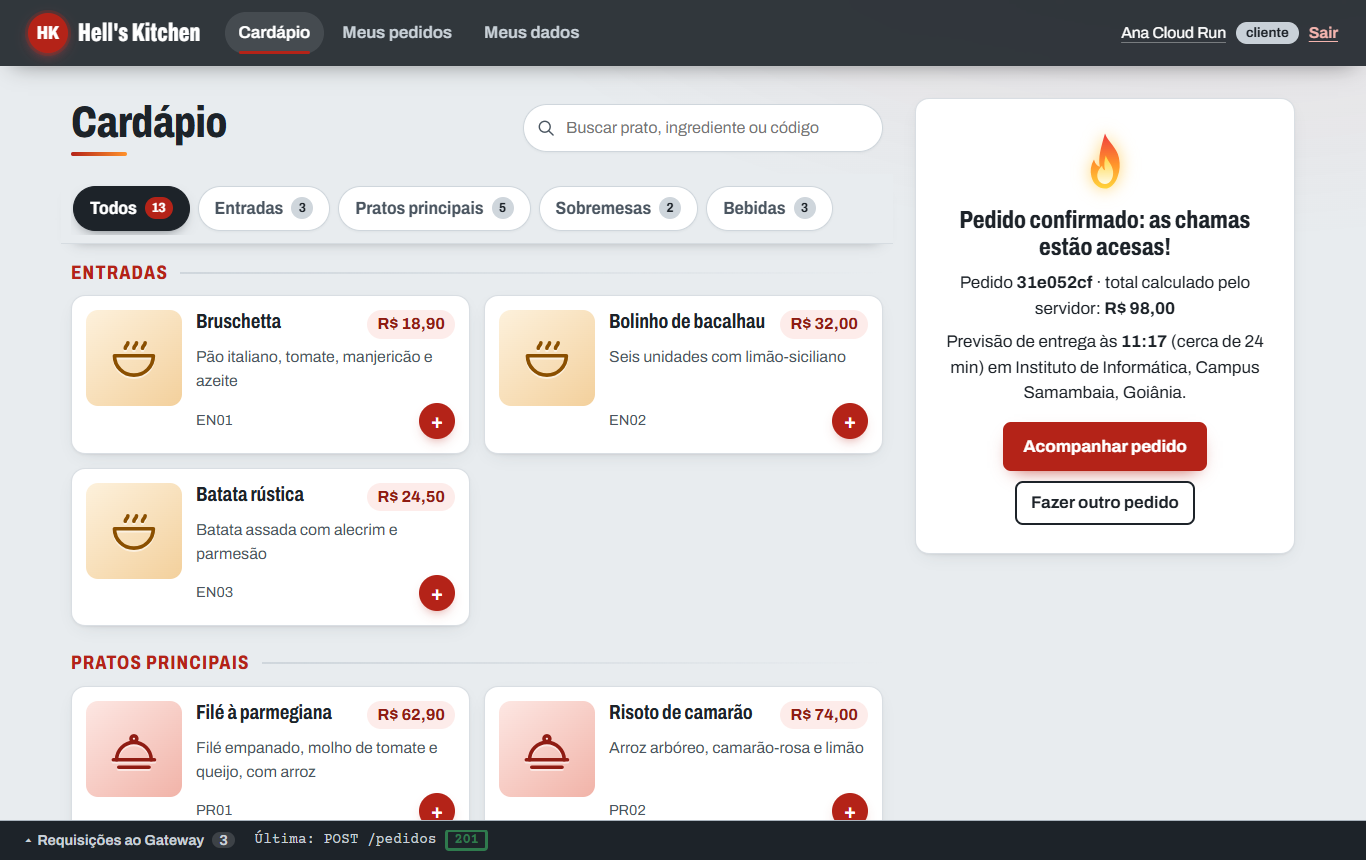 HK Hell's Kitchen Cardápio Meus pedidos Meus dados Ana Cloud Run cliente Sair
Cardápio
Buscar prato, ingrediente ou código
Todos 13 Entradas 3 Pratos principais 5 Sobremesas 2 Bebidas 3
ENTRADAS
Bruschetta R$ 18,90
Pão italiano, tomate, manjericão e
azeite
EN01 +
Bolinho de bacalhau R$ 32,00
Seis unidades com limão-siciliano
EN02 +
Batata rústica R$ 24,50
Batata assada com alecrim e
parmesão
EN03 +
PRATOS PRINCIPAIS
Filé à parmegiana R$ 62,90
Filé empanado, molho de tomate e
queijo, com arroz
PR01 +
Risoto de camarão R$ 74,00
Arroz arbóreo, camarão-rosa e limão
PR02 +
Pedido confirmado: as chamas
estão acesas!
Pedido 31e052cf · total calculado pelo
servidor: R$ 98,00
Previsão de entrega às 11:17 (cerca de 24
min) em Instituto de Informática, Campus
Samambaia, Goiânia.
Acompanhar pedido
Fazer outro pedido
Requisições ao Gateway 3 Última: POST /pedidos 201